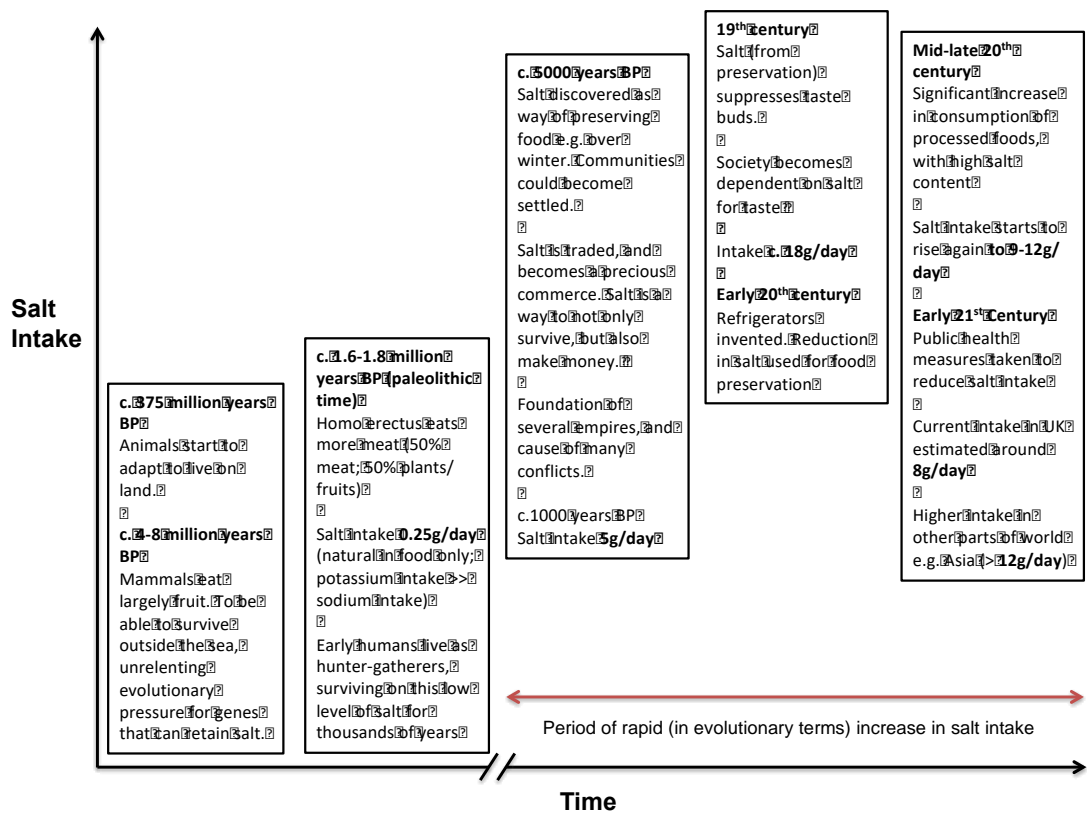 Salt
Intake
c. 375 million years
BP
Animals start to
adapt to live on
land.
c. 4-8 million years
BP
Mammals eat
largely fruit. To be
able to survive
outside the sea,
unrelenting
evolutionary
pressure for genes
that can retain salt.
c. 1.6-1.8 million
years BP (paleolithic
time)
Homo erectus eats
more meat (50%
meat; 50% plants/
fruits)
Salt intake 0.25g/day
(natural in food only;
potassium intake >>
sodium intake)
Early humans live as
hunter-gatherers,
surviving on this low
level of salt for
thousands of years
c. 5000 years BP
Salt discovered as
way of preserving
food e.g. over
winter. Communities
could become
settled.
Salt is traded, and
becomes a precious
commerce. Salt is a
way to not only
survive, but also
make money.
Foundation of
several empires, and
cause of many
conflicts.
c.1000 years BP
Salt intake 5g/day
19th century
Salt (from
preservation)
suppresses taste
buds.
Society becomes
dependent on salt
for taste
Intake c. 18g/day
Early 20th century
Refrigerators
invented. Reduction
in salt used for food
preservation
Mid-late 20th
century
Significant increase
in consumption of
processed foods,
with high salt
content
Salt intake starts to
rise again to 9-12g/
day
Early 21st Century
Public health
measures taken to
reduce salt intake
Current intake in UK
estimated around
8g/day
Higher intake in
other parts of world
e.g. Asia (> 12g/day)
Period of rapid (in evolutionary terms) increase in salt intake
Time